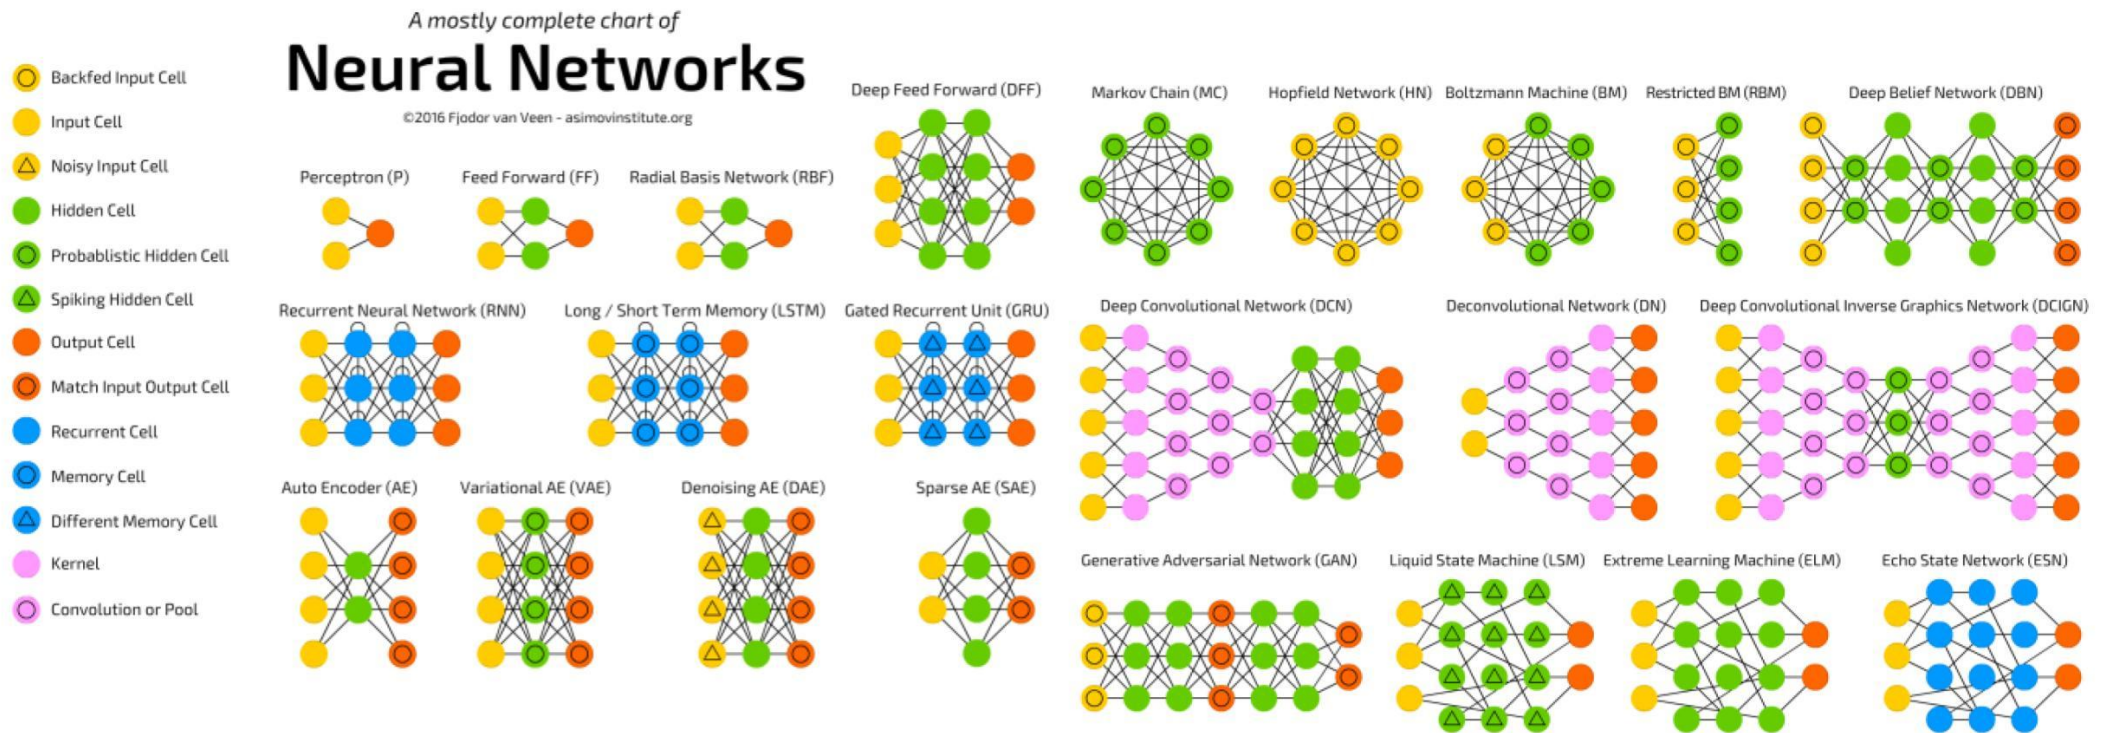 A mostly complete chart of
Neural Networks
©2016 Fjodor van Veen - asimovinstitute.org
Backfed Input Cell
Input Cell
Noisy Input Cell
Hidden Cell
Probablistic Hidden Cell
Spiking Hidden Cell
Output Cell
Match Input Output Cell
Recurrent Cell
Memory Cell
Different Memory Cell
Kernel
Convolution or Pool
Perceptron (P)
Feed Forward (FF)
Radial Basis Network (RBF)
Deep Feed Forward (DFF)
Markov Chain (MC)
Hopfield Network (HN)
Boltzmann Machine (BM)
Restricted BM (RBM)
Deep Belief Network (DBN)
Recurrent Neural Network (RNN)
Long / Short Term Memory (LSTM)
Gated Recurrent Unit (GRU)
Deep Convolutional Network (DCN)
Deconvolutional Network (DN)
Deep Convolutional Inverse Graphics Network (DCIGN)
Auto Encoder (AE)
Variational AE (VAE)
Denoising AE (DAE)
Sparse AE (SAE)
Generative Adversarial Network (GAN)
Liquid State Machine (LSM)
Extreme Learning Machine (ELM)
Echo State Network (ESN)